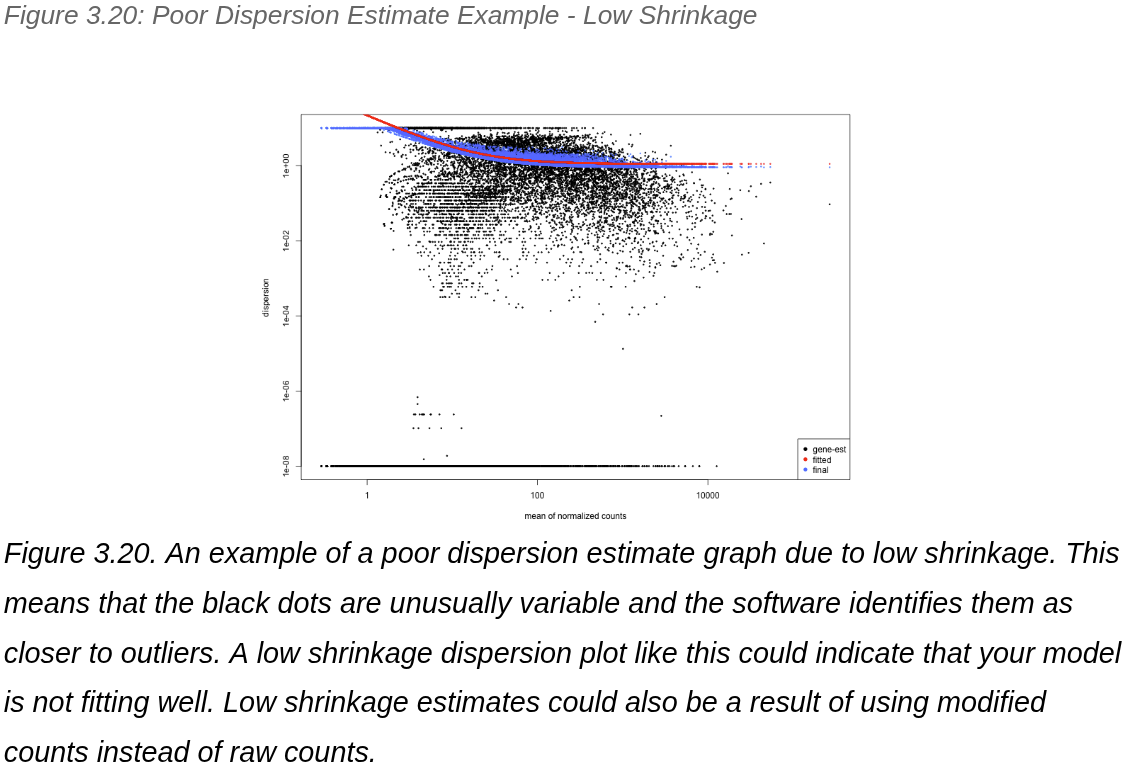 Figure 3.20: Poor Dispersion Estimate Example - Low Shrinkage
1e+00
1e-02
1e-04
1e-06
1e-08
dispersion
gene-est
fitted
final
1
100
10000
mean of normalized counts
Figure 3.20. An example of a poor dispersion estimate graph due to low shrinkage. This
means that the black dots are unusually variable and the software identifies them as
closer to outliers. A low shrinkage dispersion plot like this could indicate that your model
is not fitting well. Low shrinkage estimates could also be a result of using modified
counts instead of raw counts.